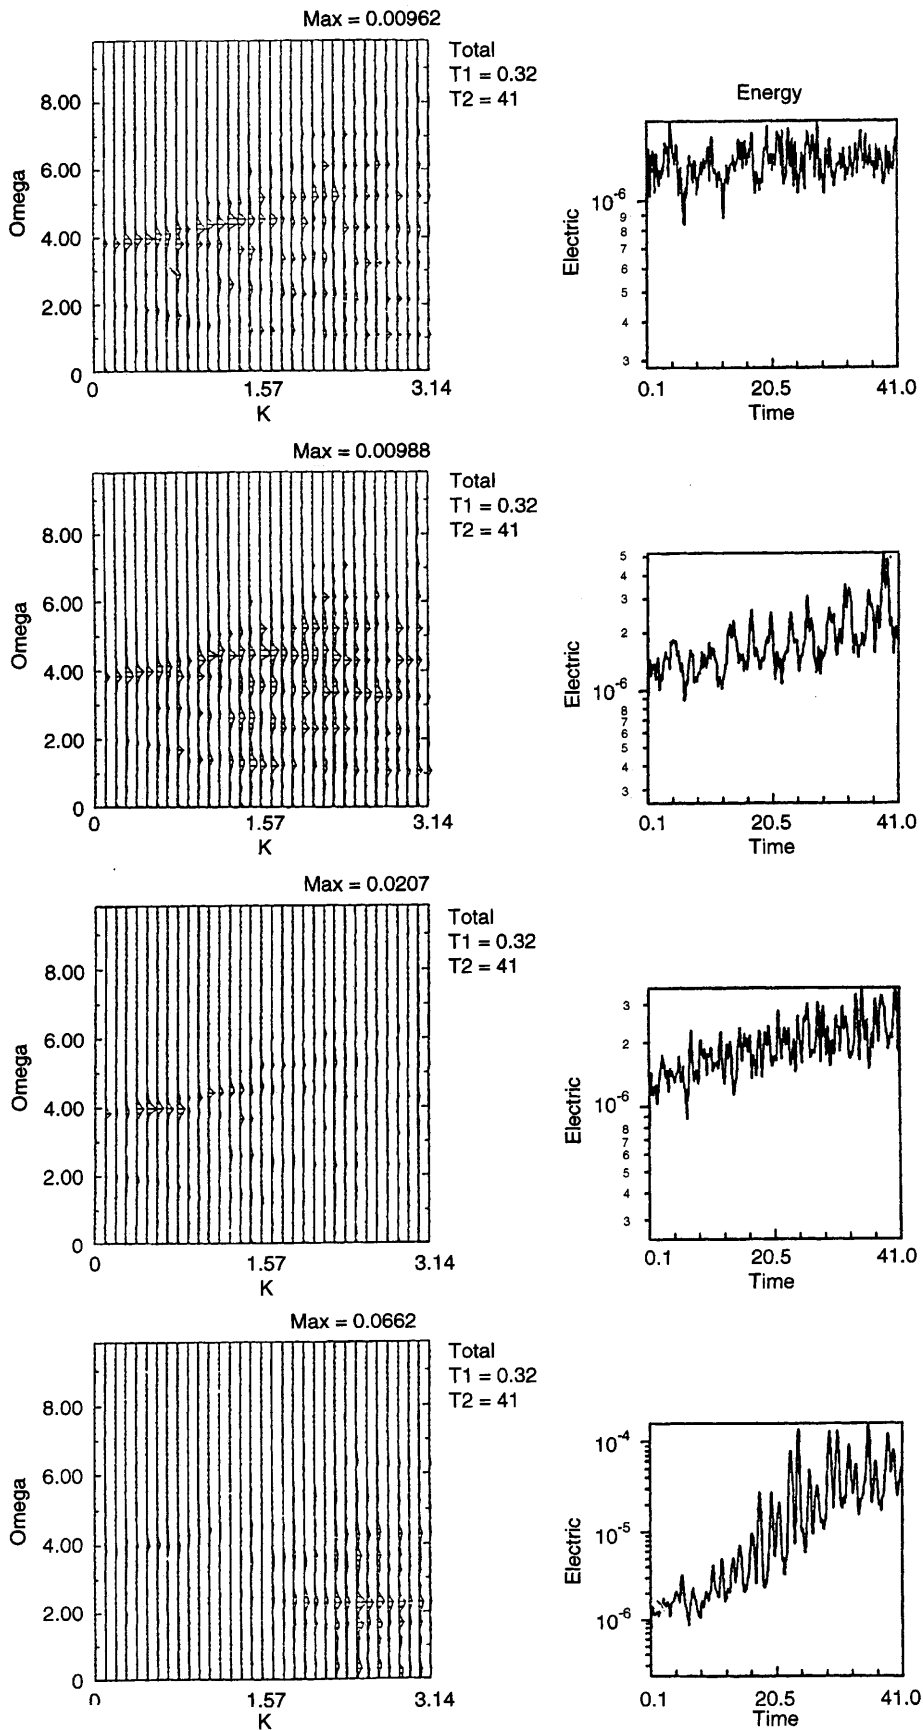 Max = 0.00962
Total
T1 = 0.32
T2 = 41
8.00
6.00
4.00
2.00
0
Omega
0
1.57
3.14
K
Energy
10-6
9
8
7
6
5
4
3
Electric
0.1
20.5
41.0
Time
Max = 0.00988
Total
T1 = 0.32
T2 = 41
8.00
6.00
4.00
2.00
0
Omega
0
1.57
3.14
K
5
4
3
2
10-6
8
7
6
5
4
3
Electric
0.1
20.5
41.0
Time
Max = 0.0207
Total
T1 = 0.32
T2 = 41
8.00
6.00
4.00
2.00
0
Omega
0
1.57
3.14
K
3
2
10-6
8
7
6
5
4
3
Electric
0.1
20.5
41.0
Time
Max = 0.0662
Total
T1 = 0.32
T2 = 41
8.00
6.00
4.00
2.00
0
Omega
0
1.57
3.14
K
10-4
10-5
10-6
Electric
0.1
20.5
41.0
Time